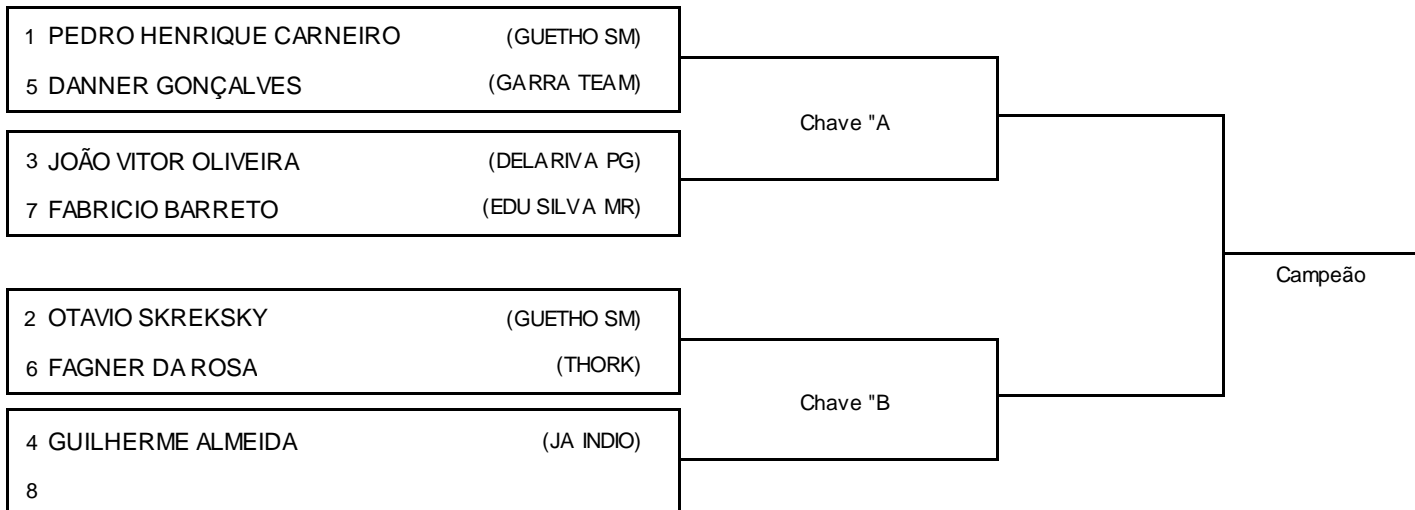 1 PEDRO HENRIQUE CARNEIRO (GUETHO SM)
5 DANNER GONÇALVES (GARRA TEAM)
Chave "A
3 JOÃO VITOR OLIVEIRA (DELARIVA PG)
7 FABRICIO BARRETO (EDU SILVA MR)
Campeão
2 OTAVIO SKREKSKY (GUETHO SM)
6 FAGNER DA ROSA (THORK)
Chave "B
4 GUILHERME ALMEIDA (JA INDIO)
8